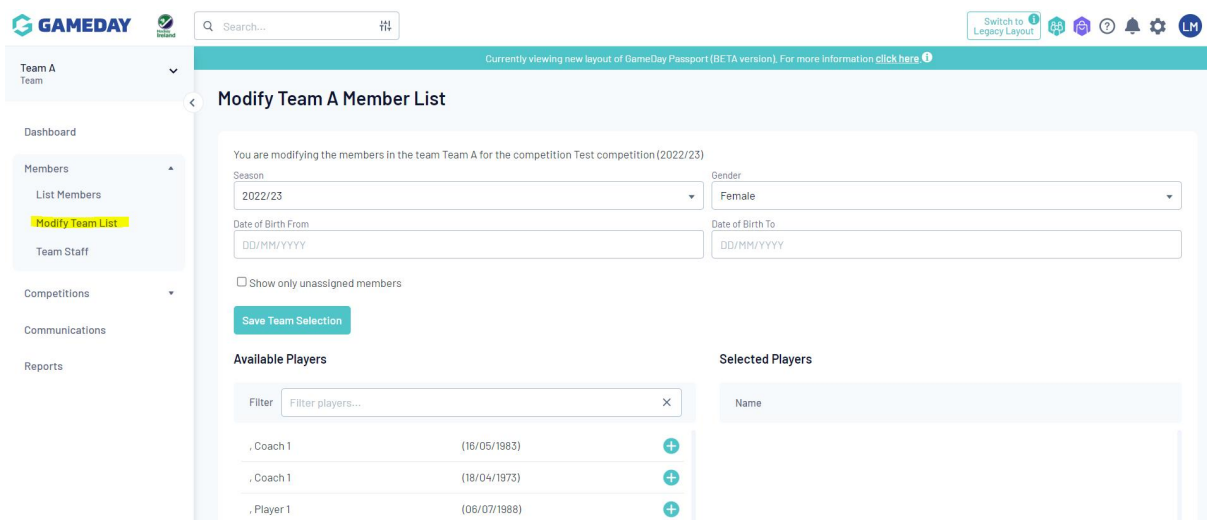 GAMEDAY
Hockey Ireland
Search...
Switch to Legacy Layout
LM
Team A
Team
Currently viewing new layout of GameDay Passport (BETA version), For more information click here.
Modify Team A Member List
Dashboard
Members
List Members
Modify Team List
Team Staff
Competitions
Communications
Reports
You are modifying the members in the team Team A for the competition Test competition (2022/23)
Season
Gender
2022/23
Female
Date of Birth From
Date of Birth To
DD/MM/YYYY
DD/MM/YYYY
Show only unassigned members
Save Team Selection
Available Players
Selected Players
Filter Filter players...
Name
, Coach 1 (16/05/1983)
, Coach 1 (18/04/1973)
, Player 1 (06/07/1988)